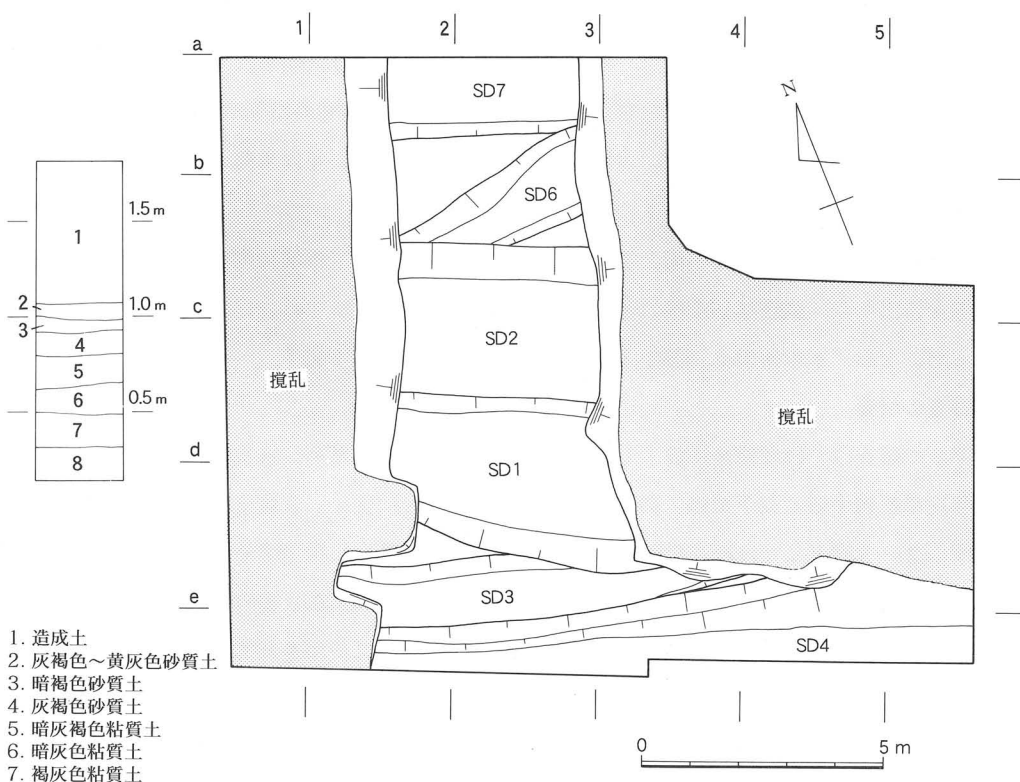 1 2 3 4 5
a
b
c
d
e
N
SD7
SD6
SD2
SD1
SD3
SD4
撹乱
撹乱
1.5 m
1.0 m
0.5 m
1
2
3
4
5
6
7
8
1. 造成土
2. 灰褐色～黄灰色砂質土
3. 暗褐色砂質土
4. 灰褐色砂質土
5. 暗灰褐色粘質土
6. 暗灰色粘質土
7. 褐灰色粘質土
0 5 m